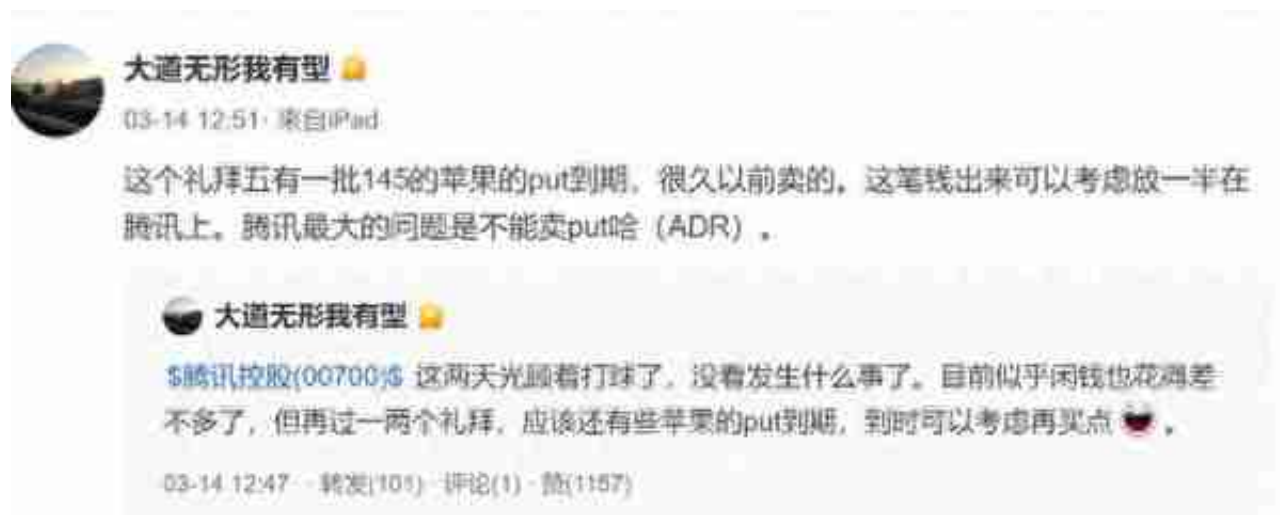 大道无形我有型
03-14 12:51· 来自iPad
这个礼拜五有一批145的苹果的put到期，很久以前卖的。这笔钱出来可以考虑放一半在
腾讯上。腾讯最大的问题是不能卖put哈（ADR）。
大道无形我有型
$腾讯控股(00700)$ 这两天光顾着打球了，没看发生什么事了。目前似乎闲钱也花得差
不多了，但再过一两个礼拜，应该还有些苹果的put到期，到时可以考虑再买点。
03-14 12:47 · 转发(101) · 评论(1) · 赞(1157)